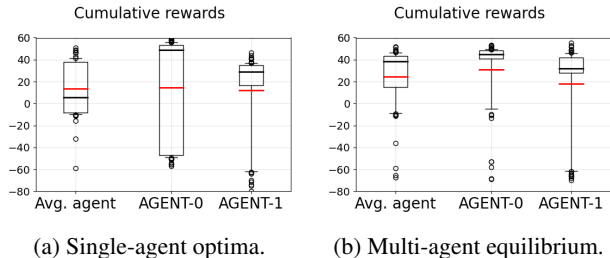 Cumulative rewards
60
40
20
0
−20
−40
−60
−80
Avg. agent AGENT-0 AGENT-1
(a) Single-agent optima.
Cumulative rewards
60
40
20
0
−20
−40
−60
−80
Avg. agent AGENT-0 AGENT-1
(b) Multi-agent equilibrium.